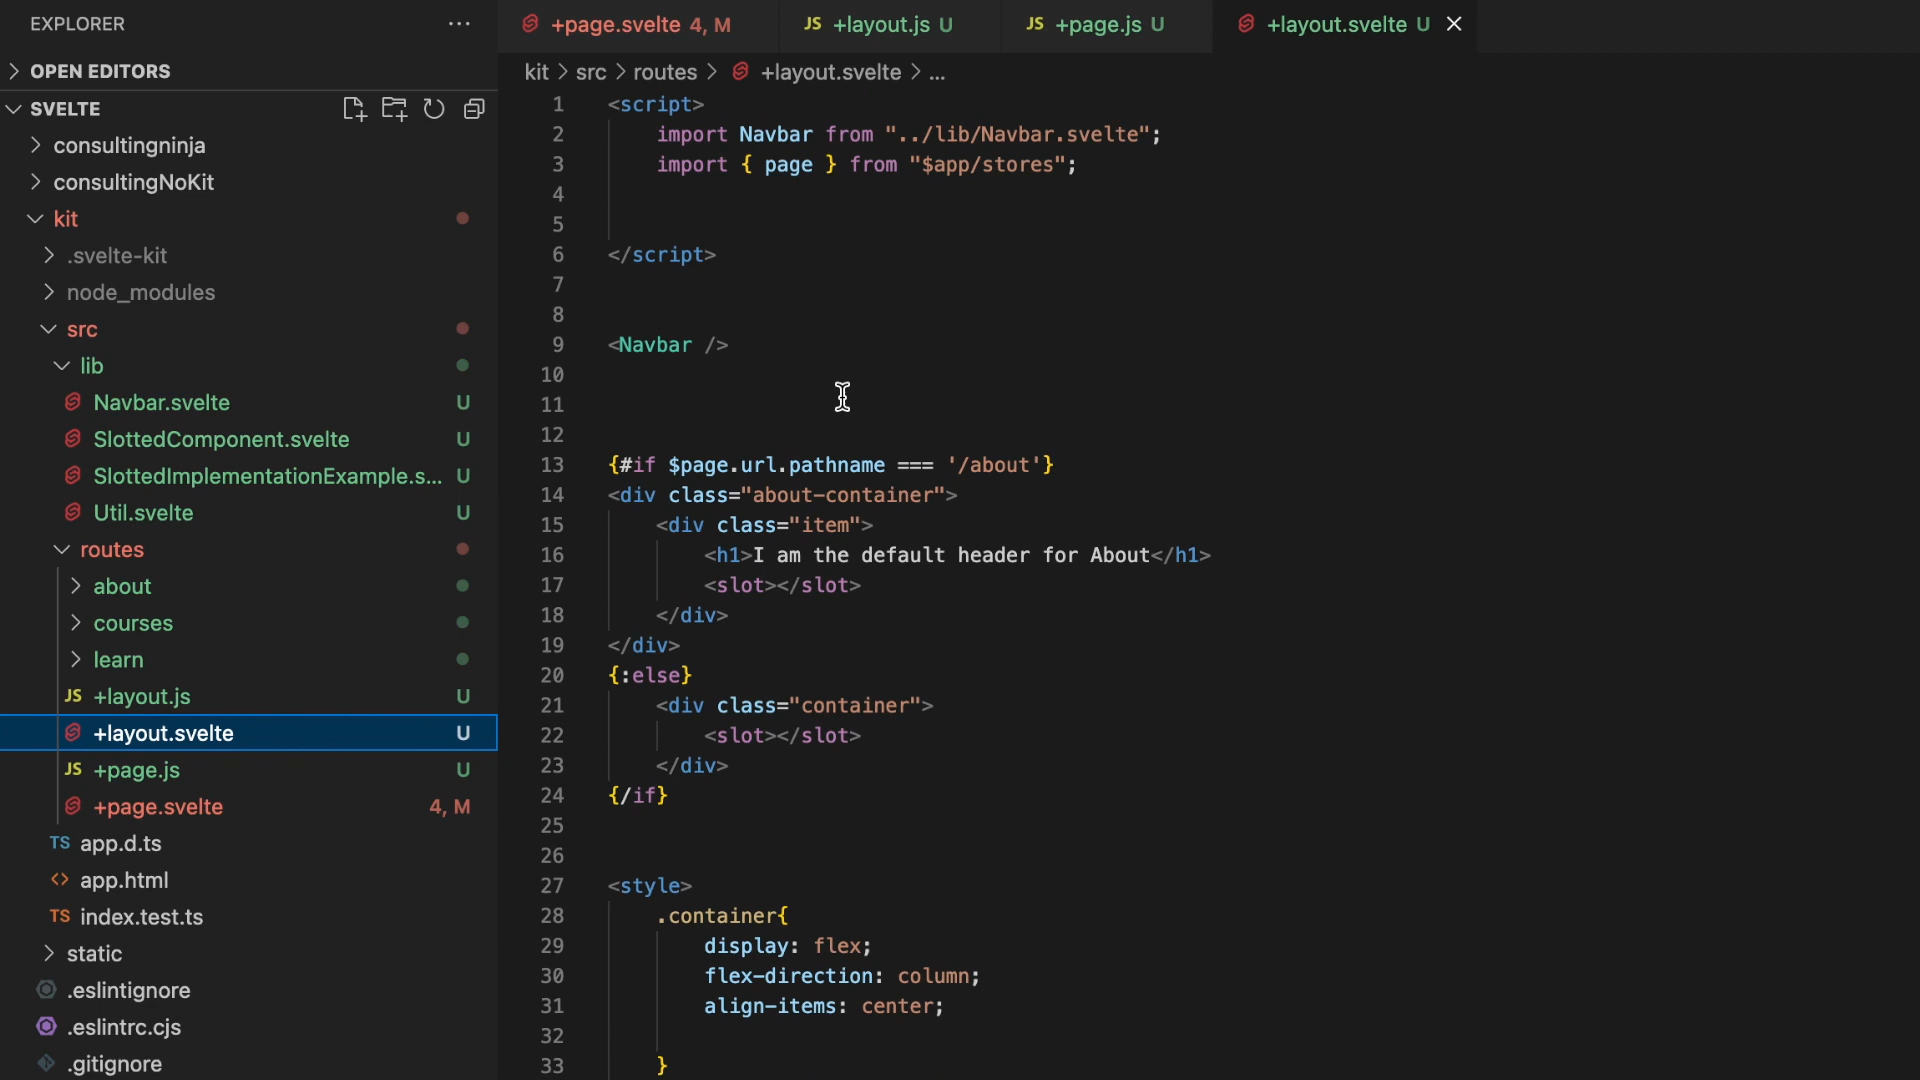 EXPLORER
OPEN EDITORS
SVELTE
consultingninja
consultingNoKit
kit
.svelte-kit
node_modules
src
lib
Navbar.svelte U
SlottedComponent.svelte U
SlottedImplementationExample.s... U
Util.svelte U
routes
about
courses
learn
JS +layout.js U
+layout.svelte U
JS +page.js U
+page.svelte 4, M
TS app.d.ts
<> app.html
TS index.test.ts
static
.eslintignore
.eslintrc.cjs
.gitignore
+page.svelte 4, M JS +layout.js U JS +page.js U +layout.svelte U
kit > src > routes > +layout.svelte > ...
1 <script>
2 import Navbar from "../lib/Navbar.svelte";
3 import { page } from "$app/stores";
4
5
6 </script>
7
8
9 <Navbar />
10
11
12
13 {#if $page.url.pathname === '/about'}
14 <div class="about-container">
15 <div class="item">
16 <h1>I am the default header for About</h1>
17 <slot></slot>
18 </div>
19 </div>
20 {:else}
21 <div class="container">
22 <slot></slot>
23 </div>
24 {/if}
25
26
27 <style>
28 .container{
29 display: flex;
30 flex-direction: column;
31 align-items: center;
32
33 }